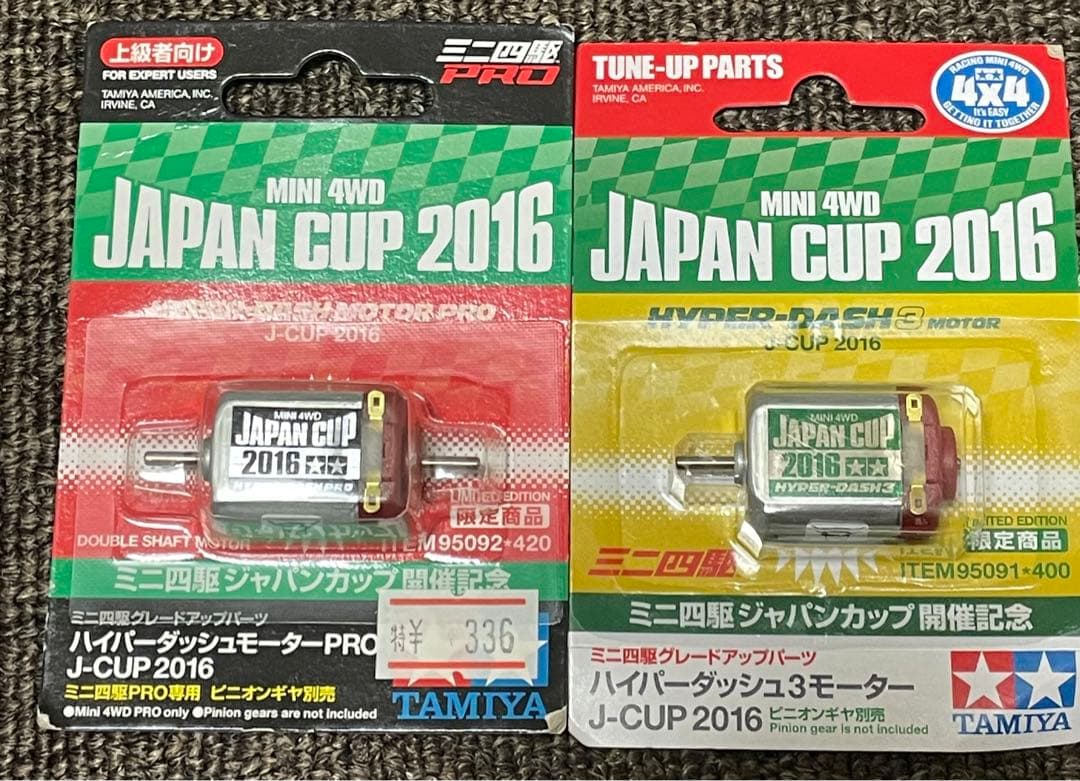 上級者向け
FOR EXPERT USERS
TAMIYA AMERICA, INC.
IRVINE, CA
ミニ四駆
PRO
MINI 4WD
JAPAN CUP 2016
MOTOR PRO
J-CUP 2016
MINI 4WD
JAPAN CUP
2016
LIMITED EDITION
限定商品
DOUBLE SHAFT MOTOR
ITEM 95092★420
ミニ四駆ジャパンカップ開催記念
ミニ四駆グレードアップパーツ
ハイパーダッシュモーターPRO
J-CUP 2016
特¥ 336
ミニ四駆PRO専用 ピニオンギヤ別売
●Mini 4WD PRO only ●Pinion gears are not included
TAMIYA
TUNE-UP PARTS
TAMIYA AMERICA, INC.
IRVINE, CA
RACING MINI 4WD
4x4
It's EASY
GETTING IT TOGETHER
MINI 4WD
JAPAN CUP 2016
HYPER-DASH3 MOTOR
J-CUP 2016
MINI 4WD
JAPAN CUP
2016
HYPER-DASH3
LIMITED EDITION
限定商品
ミニ四駆
ITEM 95091★400
ミニ四駆ジャパンカップ開催記念
ミニ四駆グレードアップパーツ
ハイパーダッシュ3モーター
J-CUP 2016 ピニオンギヤ別売
Pinion gear is not included
TAMIYA